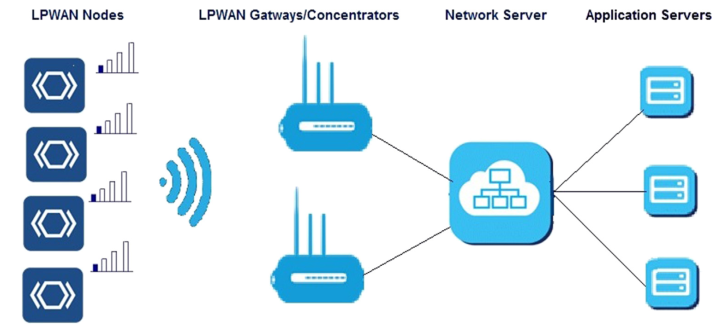 LPWAN Nodes
LPWAN Gatways/Concentrators
Network Server
Application Servers